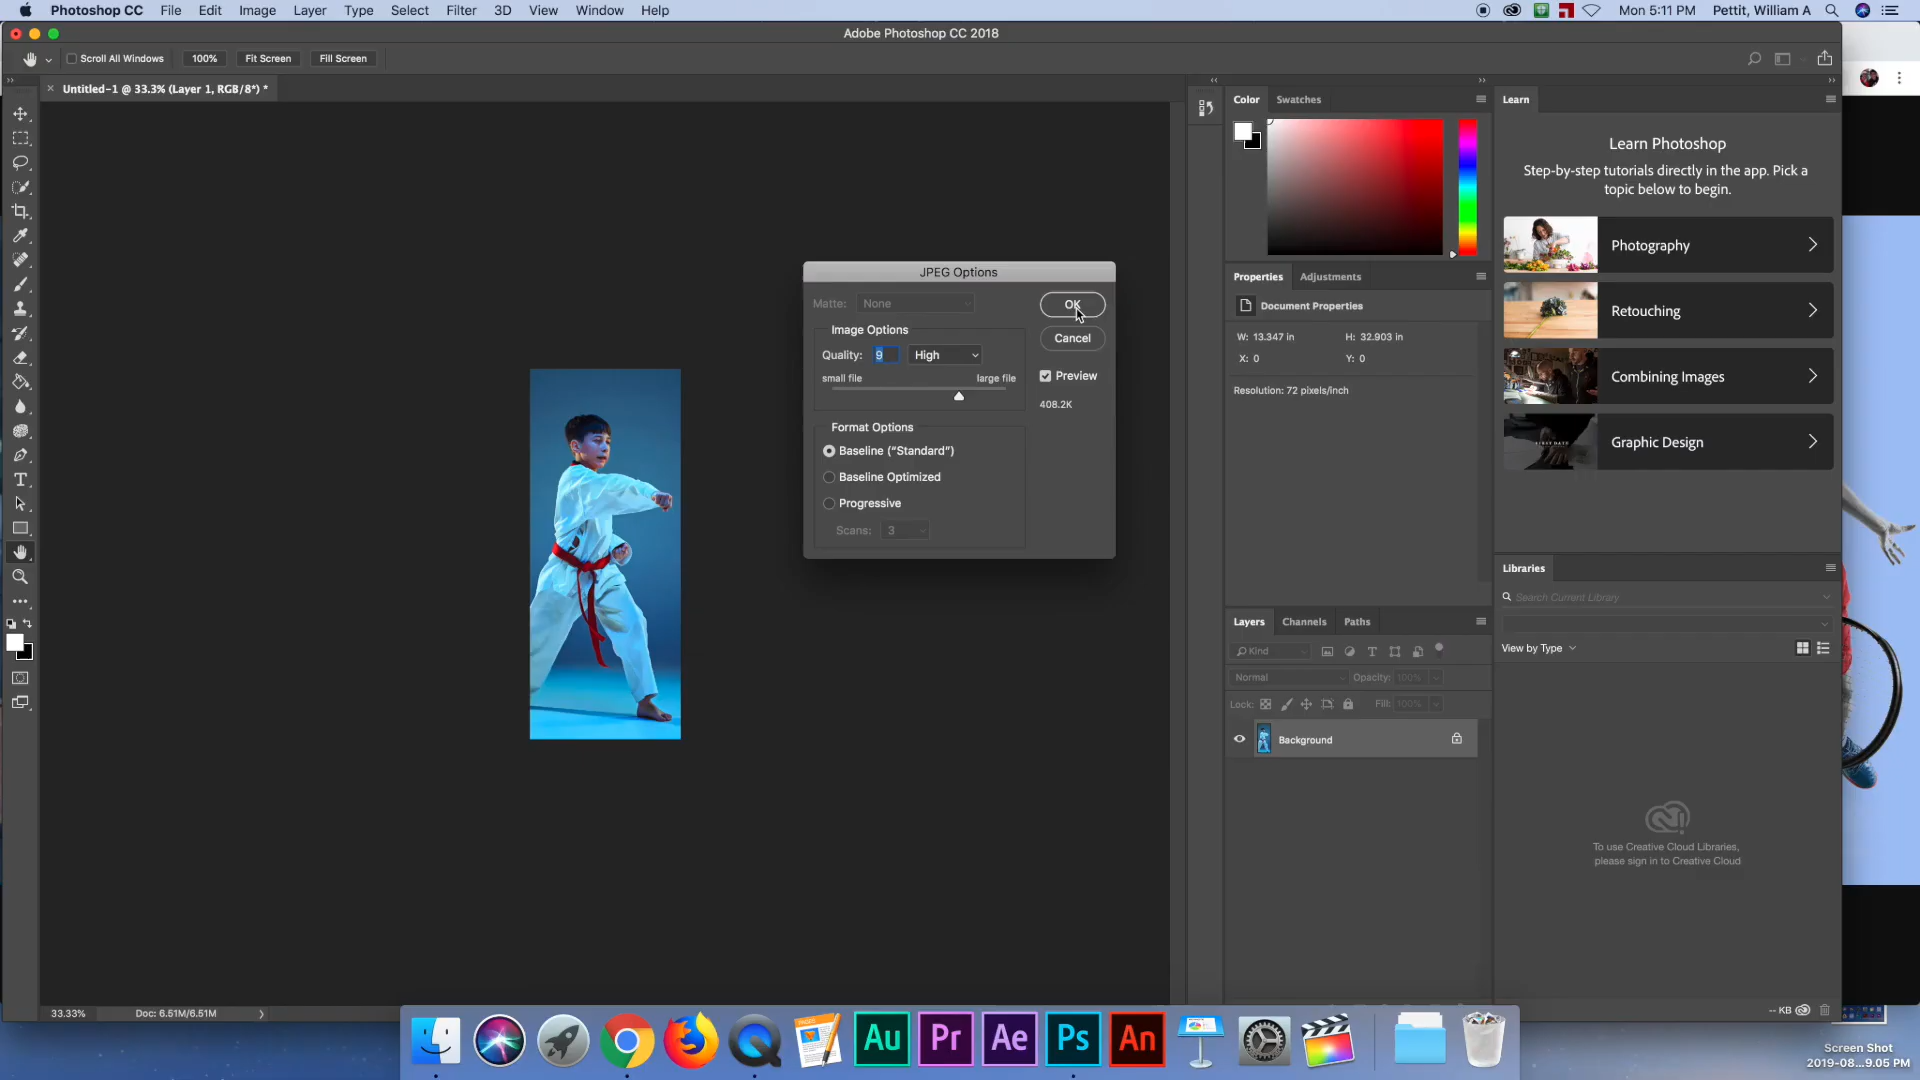 Photoshop CC File Edit Image Layer Type Select Filter 3D View Window Help
Mon 5:11 PM Pettit, William A
Adobe Photoshop CC 2018
Scroll All Windows 100% Fit Screen Fill Screen
Untitled-1 @ 33.3% (Layer 1, RGB/8*) *
JPEG Options
Matte: None
OK
Image Options
Cancel
Quality: 9 High
small file large file
Preview
408.2K
Format Options
Baseline (“Standard”)
Baseline Optimized
Progressive
Scans: 3
Color Swatches
Properties Adjustments
Document Properties
W: 13.347 in H: 32.903 in
X: 0 Y: 0
Resolution: 72 pixels/inch
Layers Channels Paths
Kind
Normal Opacity: 100%
Lock: Fill: 100%
Background
Learn
Learn Photoshop
Step-by-step tutorials directly in the app. Pick a
topic below to begin.
Photography
Retouching
Combining Images
Graphic Design
Libraries
Search Current Library
View by Type
To use Creative Cloud Libraries,
please sign in to Creative Cloud
-- KB
33.33% Doc: 6.51M/6.51M
Au Pr Ae Ps An
Screen Shot
2019-08...9.05 PM